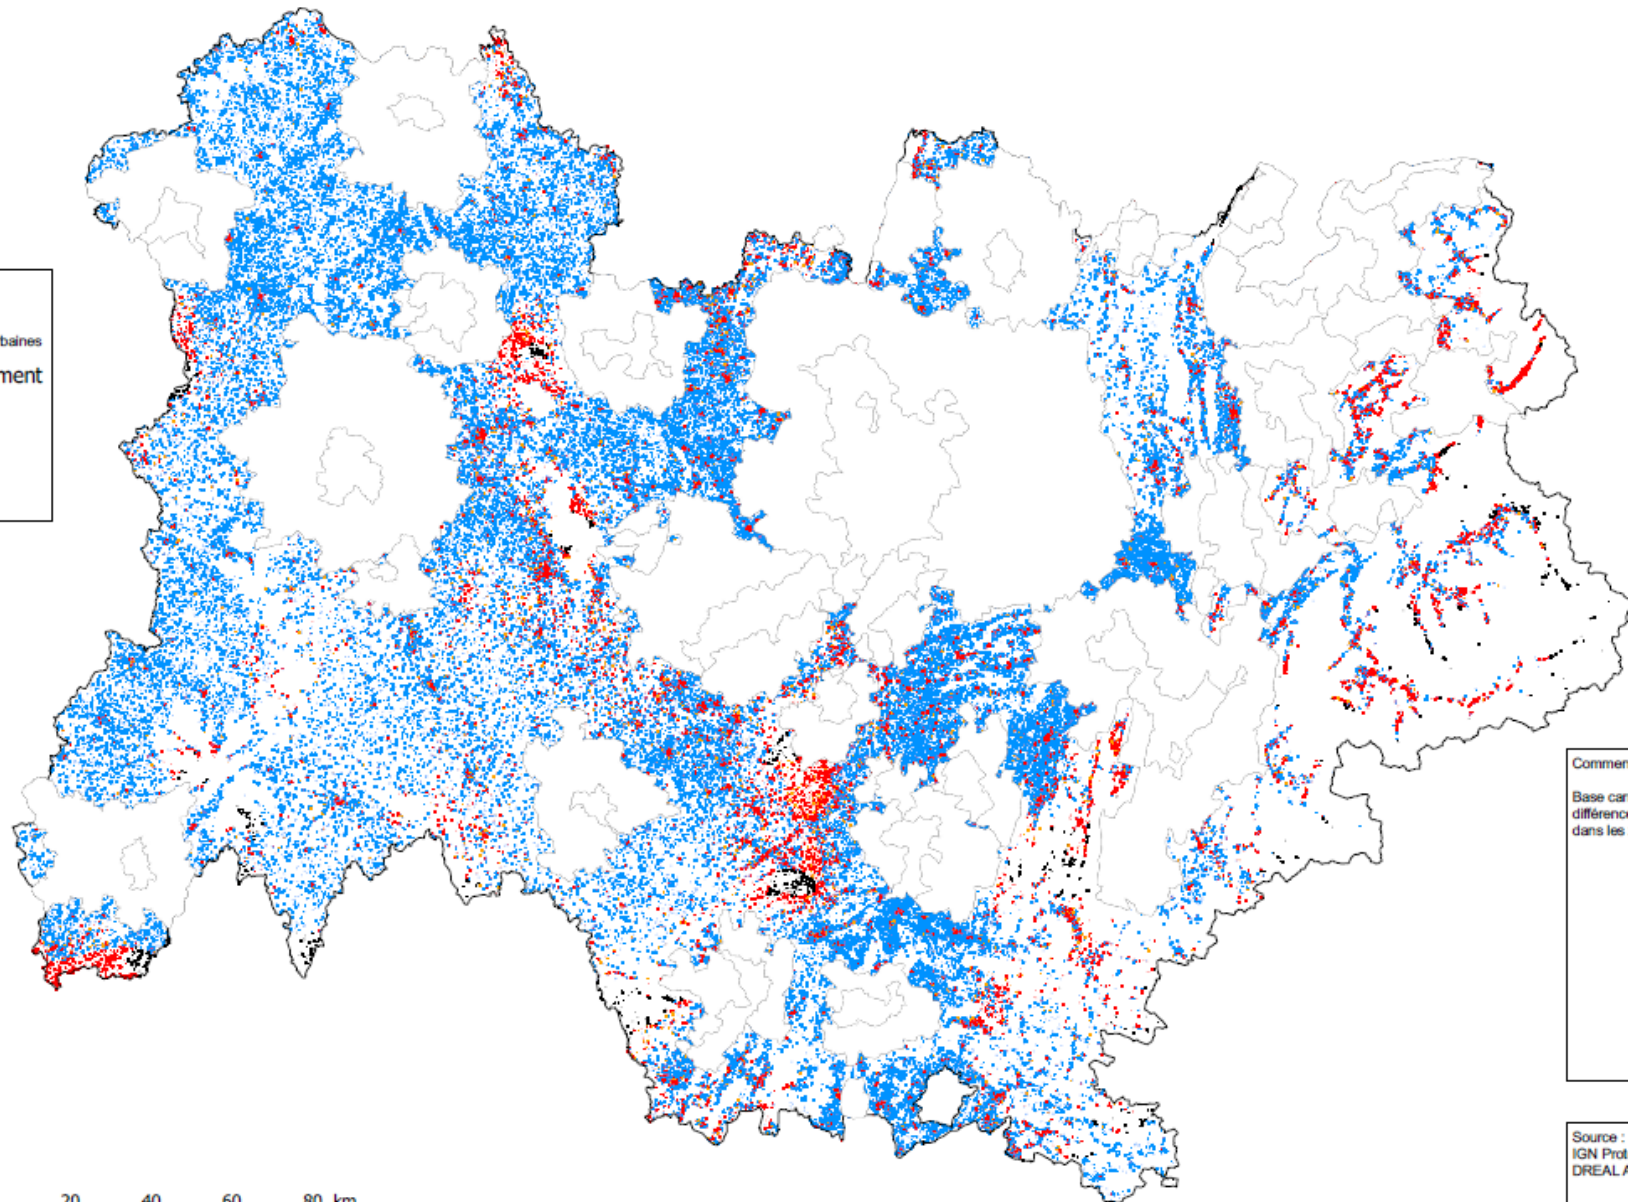 baines
ment
Commen
Base car
différence
dans les
Source :
IGN Prot
DREAL A
20 40 60 80 km